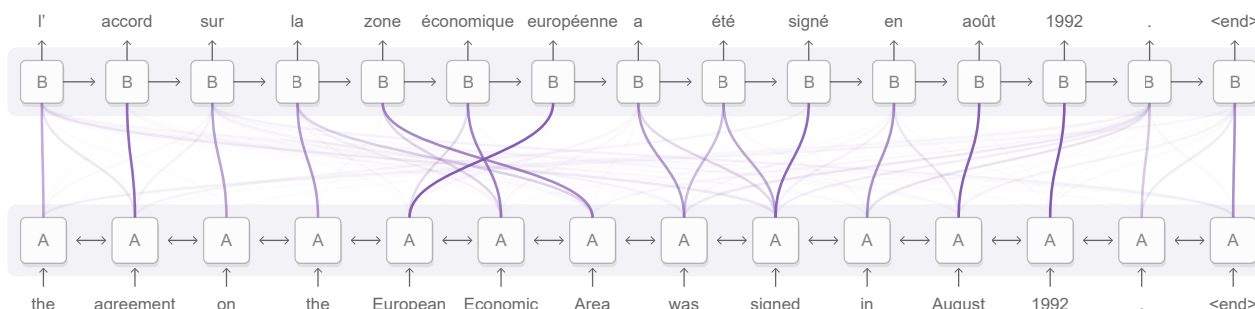 l' accord sur la zone économique européenne a été signé en août 1992 . <end>
B B B B B B B B B B B B B B B
A A A A A A A A A A A A A A
the agreement on the European Economic Area was signed in August 1992 . <end>